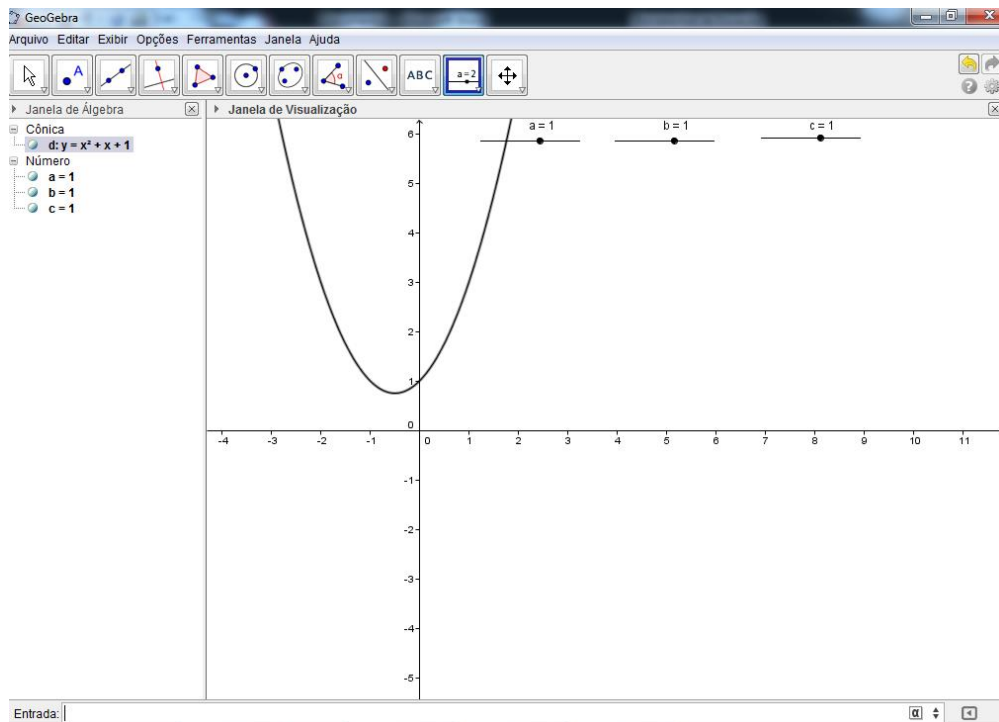 GeoGebra
Arquivo Editar Exibir Opções Ferramentas Janela Ajuda
A
α
ABC
a=2
Janela de Álgebra
Janela de Visualização
Cônica
d: y = x² + x + 1
Número
a = 1
b = 1
c = 1
a = 1
b = 1
c = 1
6
5
4
3
2
1
0
-4 -3 -2 -1 0 1 2 3 4 5 6 7 8 9 10 11
-1
-2
-3
-4
-5
Entrada:
α